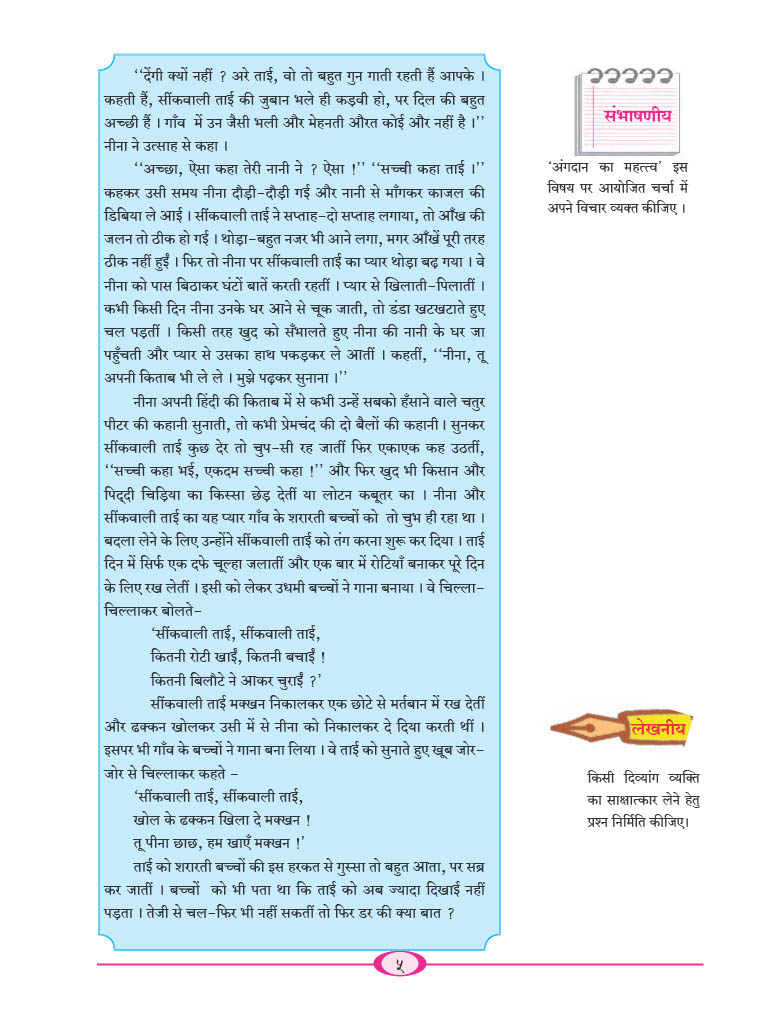 ‘‘देंगी क्यों नहीं ? अरे ताई, वो तो बहुत गुन गाती रहती हैं आपके ।
कहती हैं, सींकवाली ताई की जुबान भले ही कड़वी हो, पर दिल की बहुत
अच्छी हैं । गाँव में उन जैसी भली और मेहनती औरत कोई और नहीं है ।’’
नीना ने उत्साह से कहा ।
‘‘अच्छा, ऐसा कहा तेरी नानी ने ? ऐसा !’’ ‘‘सच्ची कहा ताई ।’’
कहकर उसी समय नीना दौड़ी-दौड़ी गई और नानी से माँगकर काजल की
डिबिया ले आई । सींकवाली ताई ने सप्ताह-दो सप्ताह लगाया, तो आँख की
जलन तो ठीक हो गई । थोड़ा-बहुत नजर भी आने लगा, मगर आँखें पूरी तरह
ठीक नहीं हुईं । फिर तो नीना पर सींकवाली ताई का प्यार थोड़ा बढ़ गया । वे
नीना को पास बिठाकर घंटों बातें करती रहतीं । प्यार से खिलाती-पिलातीं ।
कभी किसी दिन नीना उनके घर आने से चूक जाती, तो डंडा खटखटाते हुए
चल पड़तीं । किसी तरह खुद को सँभालते हुए नीना की नानी के घर जा
पहुँचती और प्यार से उसका हाथ पकड़कर ले आतीं । कहतीं, ‘‘नीना, तू
अपनी किताब भी ले ले । मुझे पढ़कर सुनाना ।’’
नीना अपनी हिंदी की किताब में से कभी उन्हें सबको हँसाने वाले चतुर
पीटर की कहानी सुनाती, तो कभी प्रेमचंद की दो बैलों की कहानी । सुनकर
सींकवाली ताई कुछ देर तो चुप-सी रह जातीं फिर एकाएक कह उठतीं,
‘‘सच्ची कहा भई, एकदम सच्ची कहा !’’ और फिर खुद भी किसान और
पिद्दी चिड़िया का किस्सा छेड़ देतीं या लोटन कबूतर का । नीना और
सींकवाली ताई का यह प्यार गाँव के शरारती बच्चों को तो चुभ ही रहा था ।
बदला लेने के लिए उन्होंने सींकवाली ताई को तंग करना शुरू कर दिया । ताई
दिन में सिर्फ एक दफे चूल्हा जलातीं और एक बार में रोटियाँ बनाकर पूरे दिन
के लिए रख लेतीं । इसी को लेकर उधमी बच्चों ने गाना बनाया । वे चिल्ला-
चिल्लाकर बोलते-
‘सींकवाली ताई, सींकवाली ताई,
कितनी रोटी खाईं, कितनी बचाईं !
कितनी बिलौटे ने आकर चुराईं ?’
सींकवाली ताई मक्खन निकालकर एक छोटे से मर्तबान में रख देतीं
और ढक्कन खोलकर उसी में से नीना को निकालकर दे दिया करती थीं ।
इसपर भी गाँव के बच्चों ने गाना बना लिया । वे ताई को सुनाते हुए खूब जोर-
जोर से चिल्लाकर कहते -
‘सींकवाली ताई, सींकवाली ताई,
खोल के ढक्कन खिला दे मक्खन !
तू पीना छाछ, हम खाएँ मक्खन !’
ताई को शरारती बच्चों की इस हरकत से गुस्सा तो बहुत आता, पर सब्र
कर जातीं । बच्चों को भी पता था कि ताई को अब ज्यादा दिखाई नहीं
पड़ता । तेजी से चल-फिर भी नहीं सकतीं तो फिर डर की क्या बात ?
संभाषणीय
‘अंगदान का महत्त्व’ इस
विषय पर आयोजित चर्चा में
अपने विचार व्यक्त कीजिए ।
लेखनीय
किसी दिव्यांग व्यक्ति
का साक्षात्कार लेने हेतु
प्रश्न निर्मिति कीजिए।
५